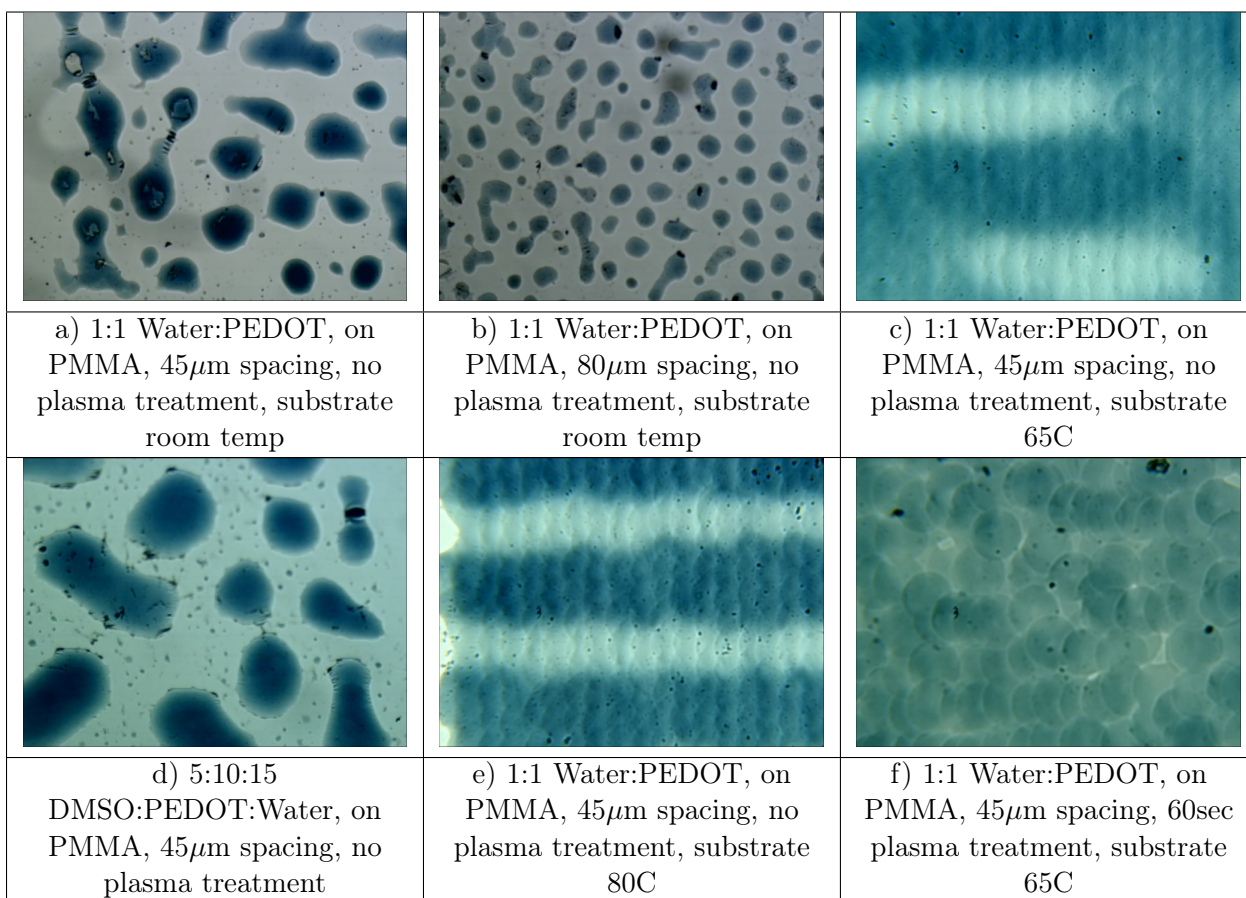 a) 1:1 Water:PEDOT, on
PMMA, 45μm spacing, no
plasma treatment, substrate
room temp
b) 1:1 Water:PEDOT, on
PMMA, 80μm spacing, no
plasma treatment, substrate
room temp
c) 1:1 Water:PEDOT, on
PMMA, 45μm spacing, no
plasma treatment, substrate
65C
d) 5:10:15
DMSO:PEDOT:Water, on
PMMA, 45μm spacing, no
plasma treatment
e) 1:1 Water:PEDOT, on
PMMA, 45μm spacing, no
plasma treatment, substrate
80C
f) 1:1 Water:PEDOT, on
PMMA, 45μm spacing, 60sec
plasma treatment, substrate
65C